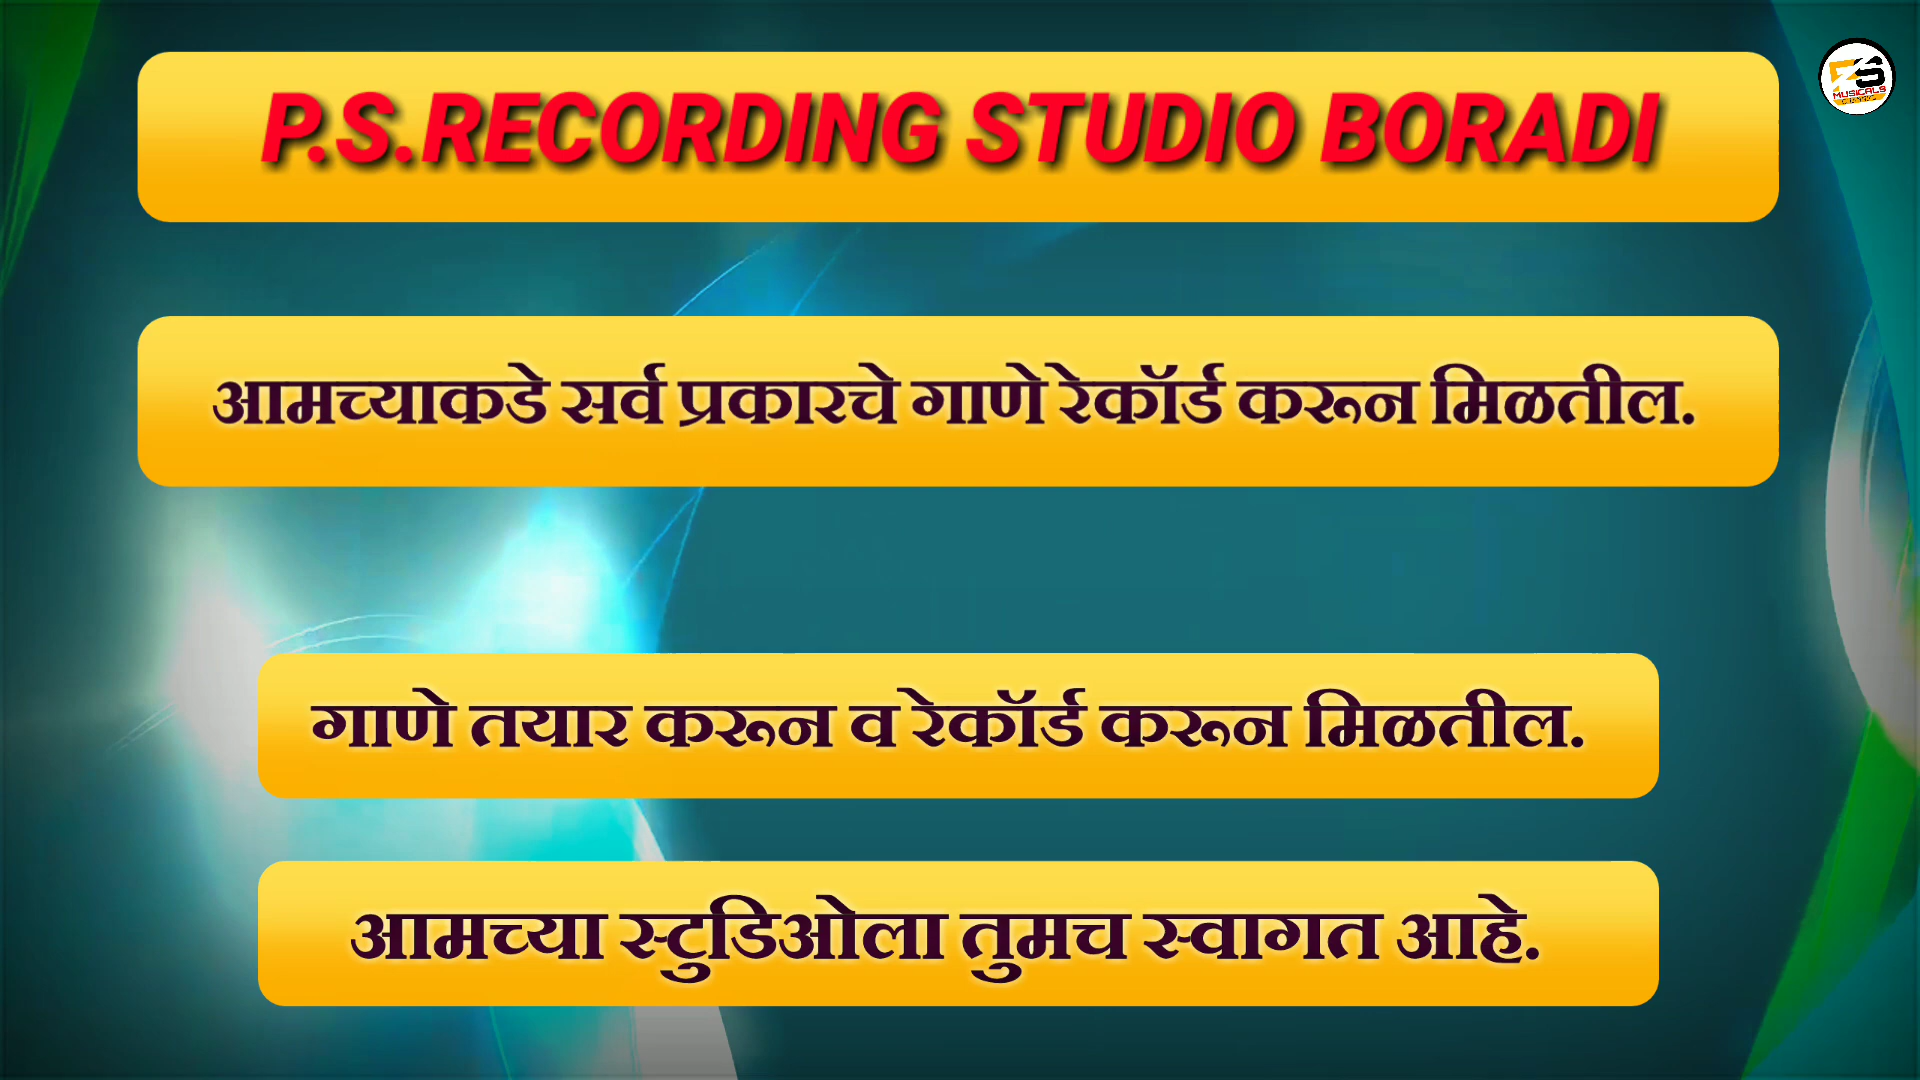 P.S.RECORDING STUDIO BORADI
MUSICALS
आमच्याकडे सर्व प्रकारचे गाणे रेकॉर्ड करून मिळतील.
गाणे तयार करून व रेकॉर्ड करून मिळतील.
आमच्या स्टुडिओला तुमच स्वागत आहे.